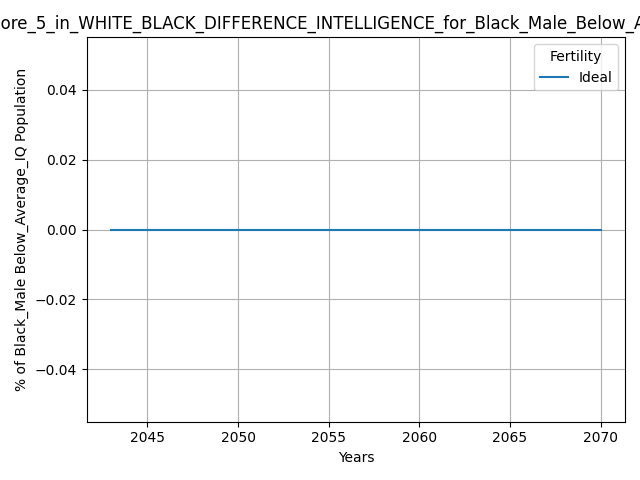 ore_5_in_WHITE_BLACK_DIFFERENCE_INTELLIGENCE_for_Black_Male_Below_A
Fertility
Ideal
% of Black_Male Below_Average_IQ Population
0.04
0.02
0.00
−0.02
−0.04
2045 2050 2055 2060 2065 2070
Years